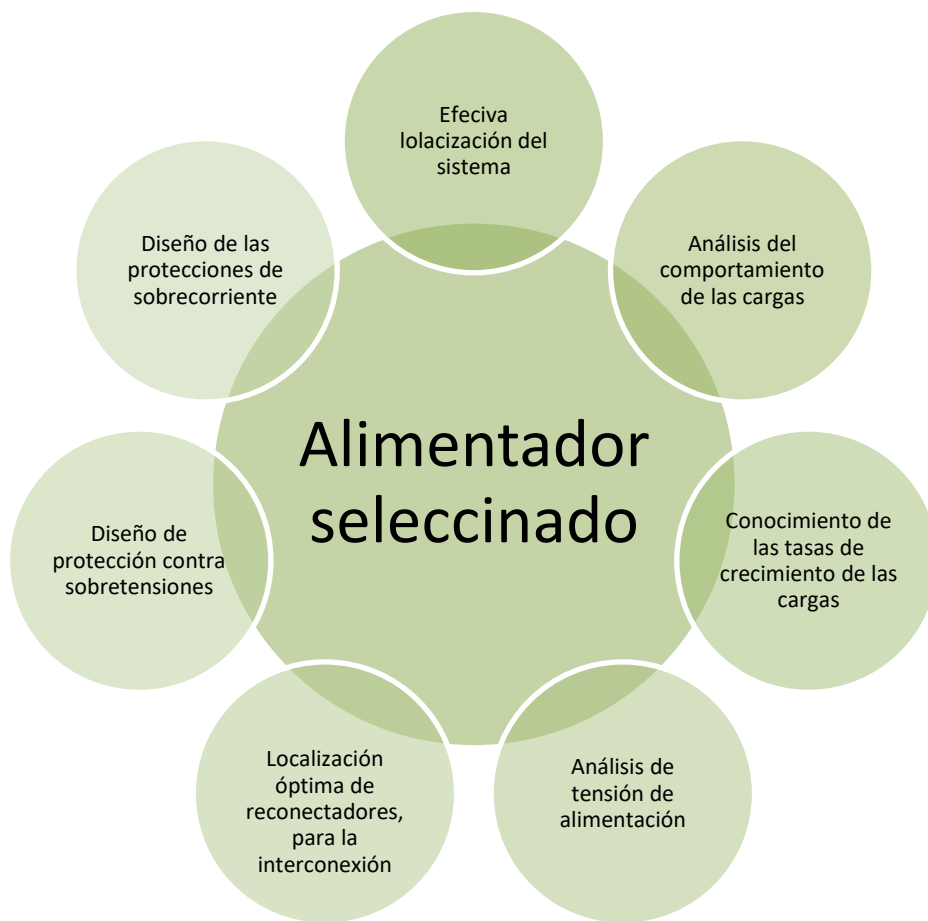 Efeciva
lolacización del
sistema
Análisis del
comportamiento
de las cargas
Conocimiento de
las tasas de
crecimiento de las
cargas
Análisis de
tensión de
alimentación
Localización
óptima de
reconectadores,
para la
interconexión
Diseño de
protección contra
sobretensiones
Diseño de las
protecciones de
sobrecorriente
Alimentador
seleccinado